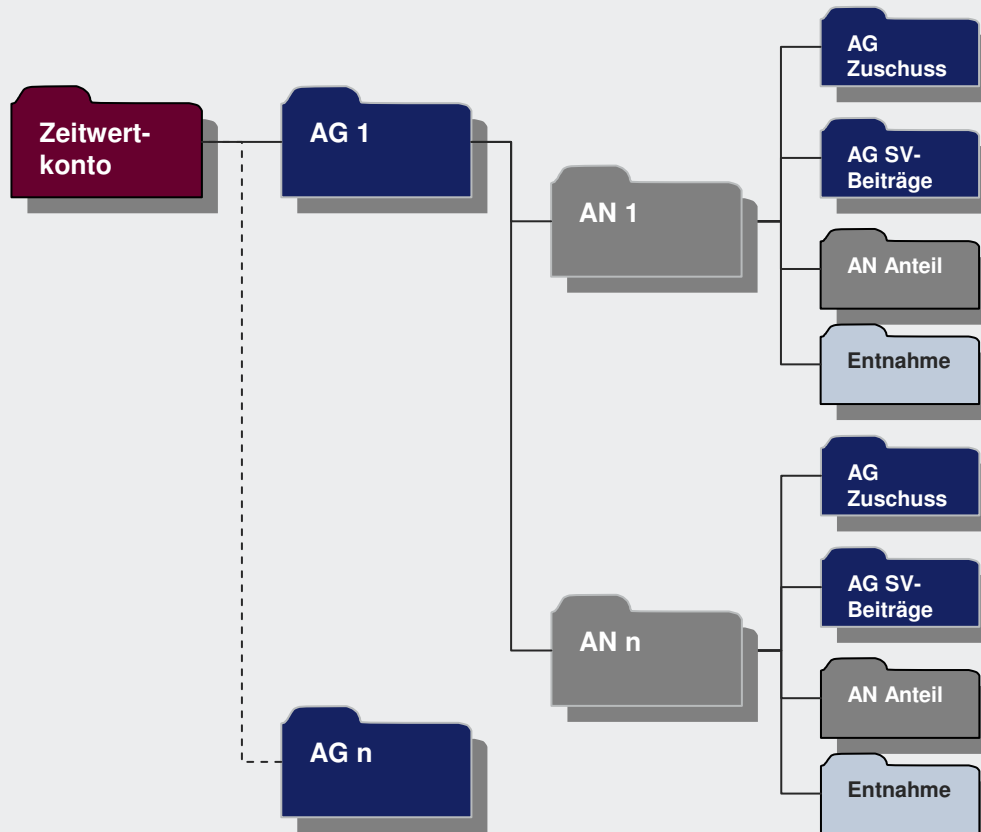 Zeitwert-
konto
AG 1
AG n
AN 1
AN n
AG
Zuschuss
AG SV-
Beiträge
AN Anteil
Entnahme
AG
Zuschuss
AG SV-
Beiträge
AN Anteil
Entnahme